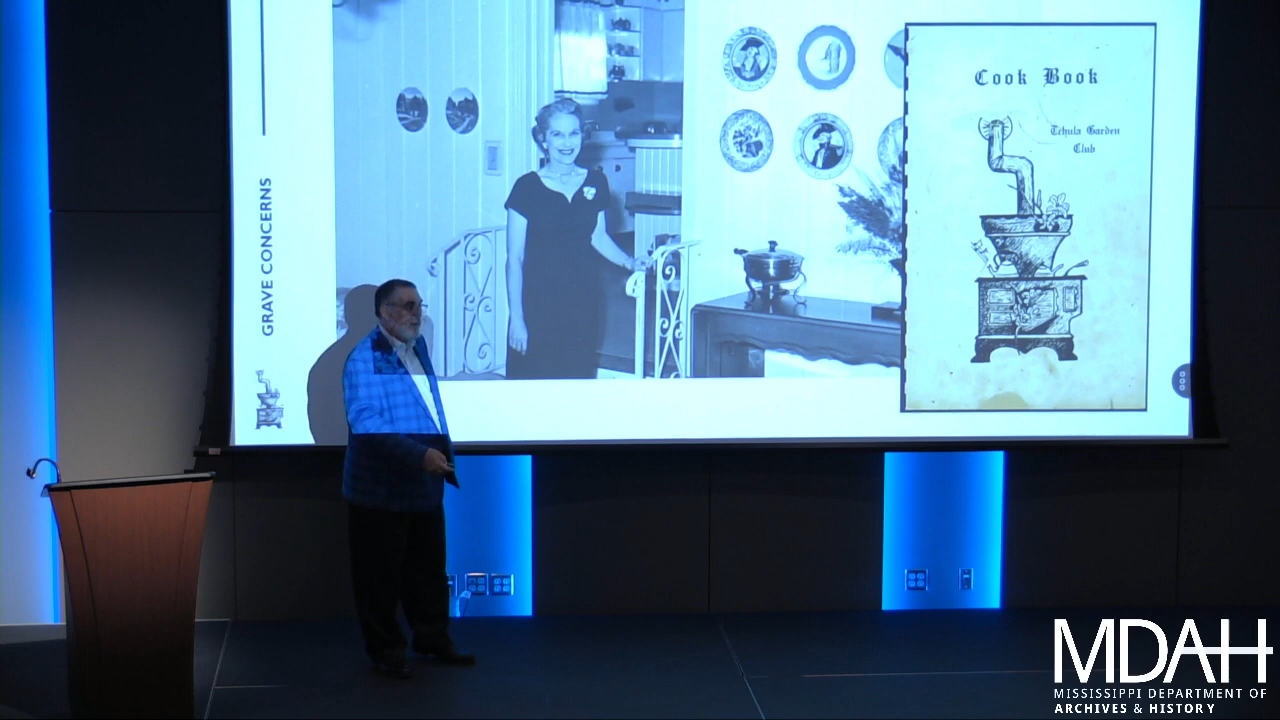 GRAVE CONCERNS
Cook Book
Tchula Garden
Club
MDAH
MISSISSIPPI DEPARTMENT OF
ARCHIVES & HISTORY